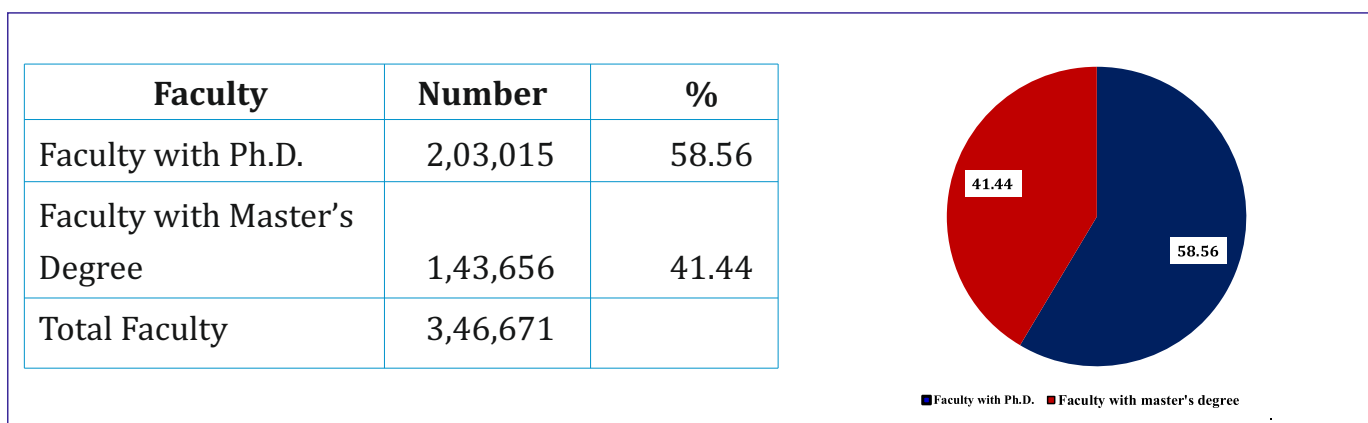 Faculty Number %
Faculty with Ph.D. 2,03,015 58.56
Faculty with Master’s
Degree 1,43,656 41.44
Total Faculty 3,46,671
41.44
58.56
Faculty with Ph.D. Faculty with master's degree